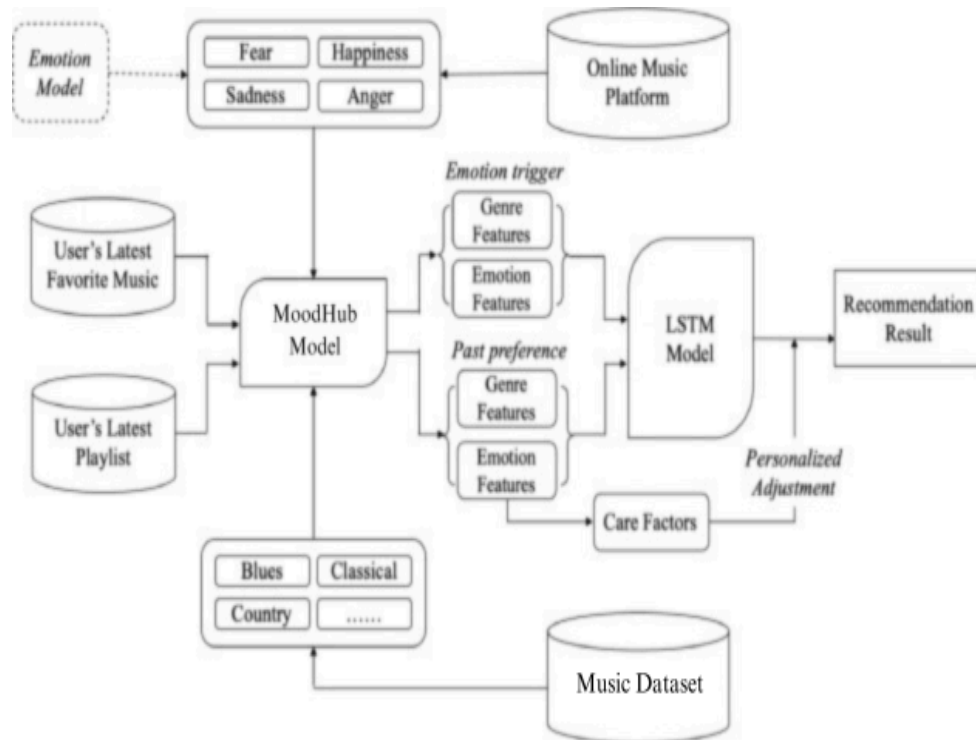 Emotion
Model
Fear
Happiness
Sadness
Anger
Online Music
Platform
Emotion trigger
Genre
Features
Emotion
Features
User's Latest
Favorite Music
MoodHub
Model
LSTM
Model
Recommendation
Result
Past preference
Genre
Features
Emotion
Features
User's Latest
Playlist
Personalized
Adjustment
Care Factors
Blues
Classical
Country
......
Music Dataset